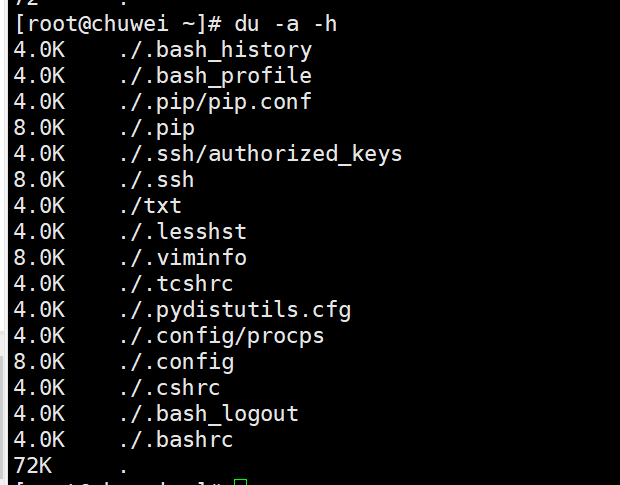 72 .
[root@chuwei ~]# du -a -h
4.0K ./.bash_history
4.0K ./.bash_profile
4.0K ./.pip/pip.conf
8.0K ./.pip
4.0K ./.ssh/authorized_keys
8.0K ./.ssh
4.0K ./txt
4.0K ./.lesshst
8.0K ./.viminfo
4.0K ./.tcshrc
4.0K ./.pydistutils.cfg
4.0K ./.config/procps
8.0K ./.config
4.0K ./.cshrc
4.0K ./.bash_logout
4.0K ./.bashrc
72K .